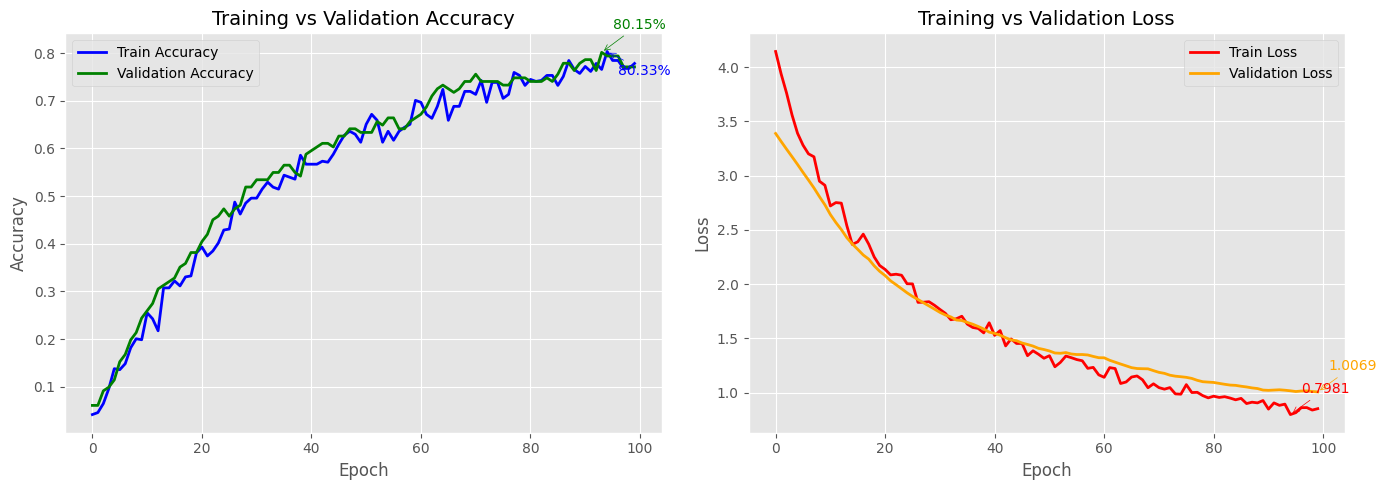 Training vs Validation Accuracy
80.15%
Train Accuracy
Validation Accuracy
80.33%
0.8
0.7
0.6
0.5
0.4
0.3
0.2
0.1
Accuracy
0 20 40 60 80 100
Epoch
Training vs Validation Loss
Train Loss
Validation Loss
4.0
3.5
3.0
2.5
2.0
1.5
1.0
Loss
1.0069
0.7981
0 20 40 60 80 100
Epoch